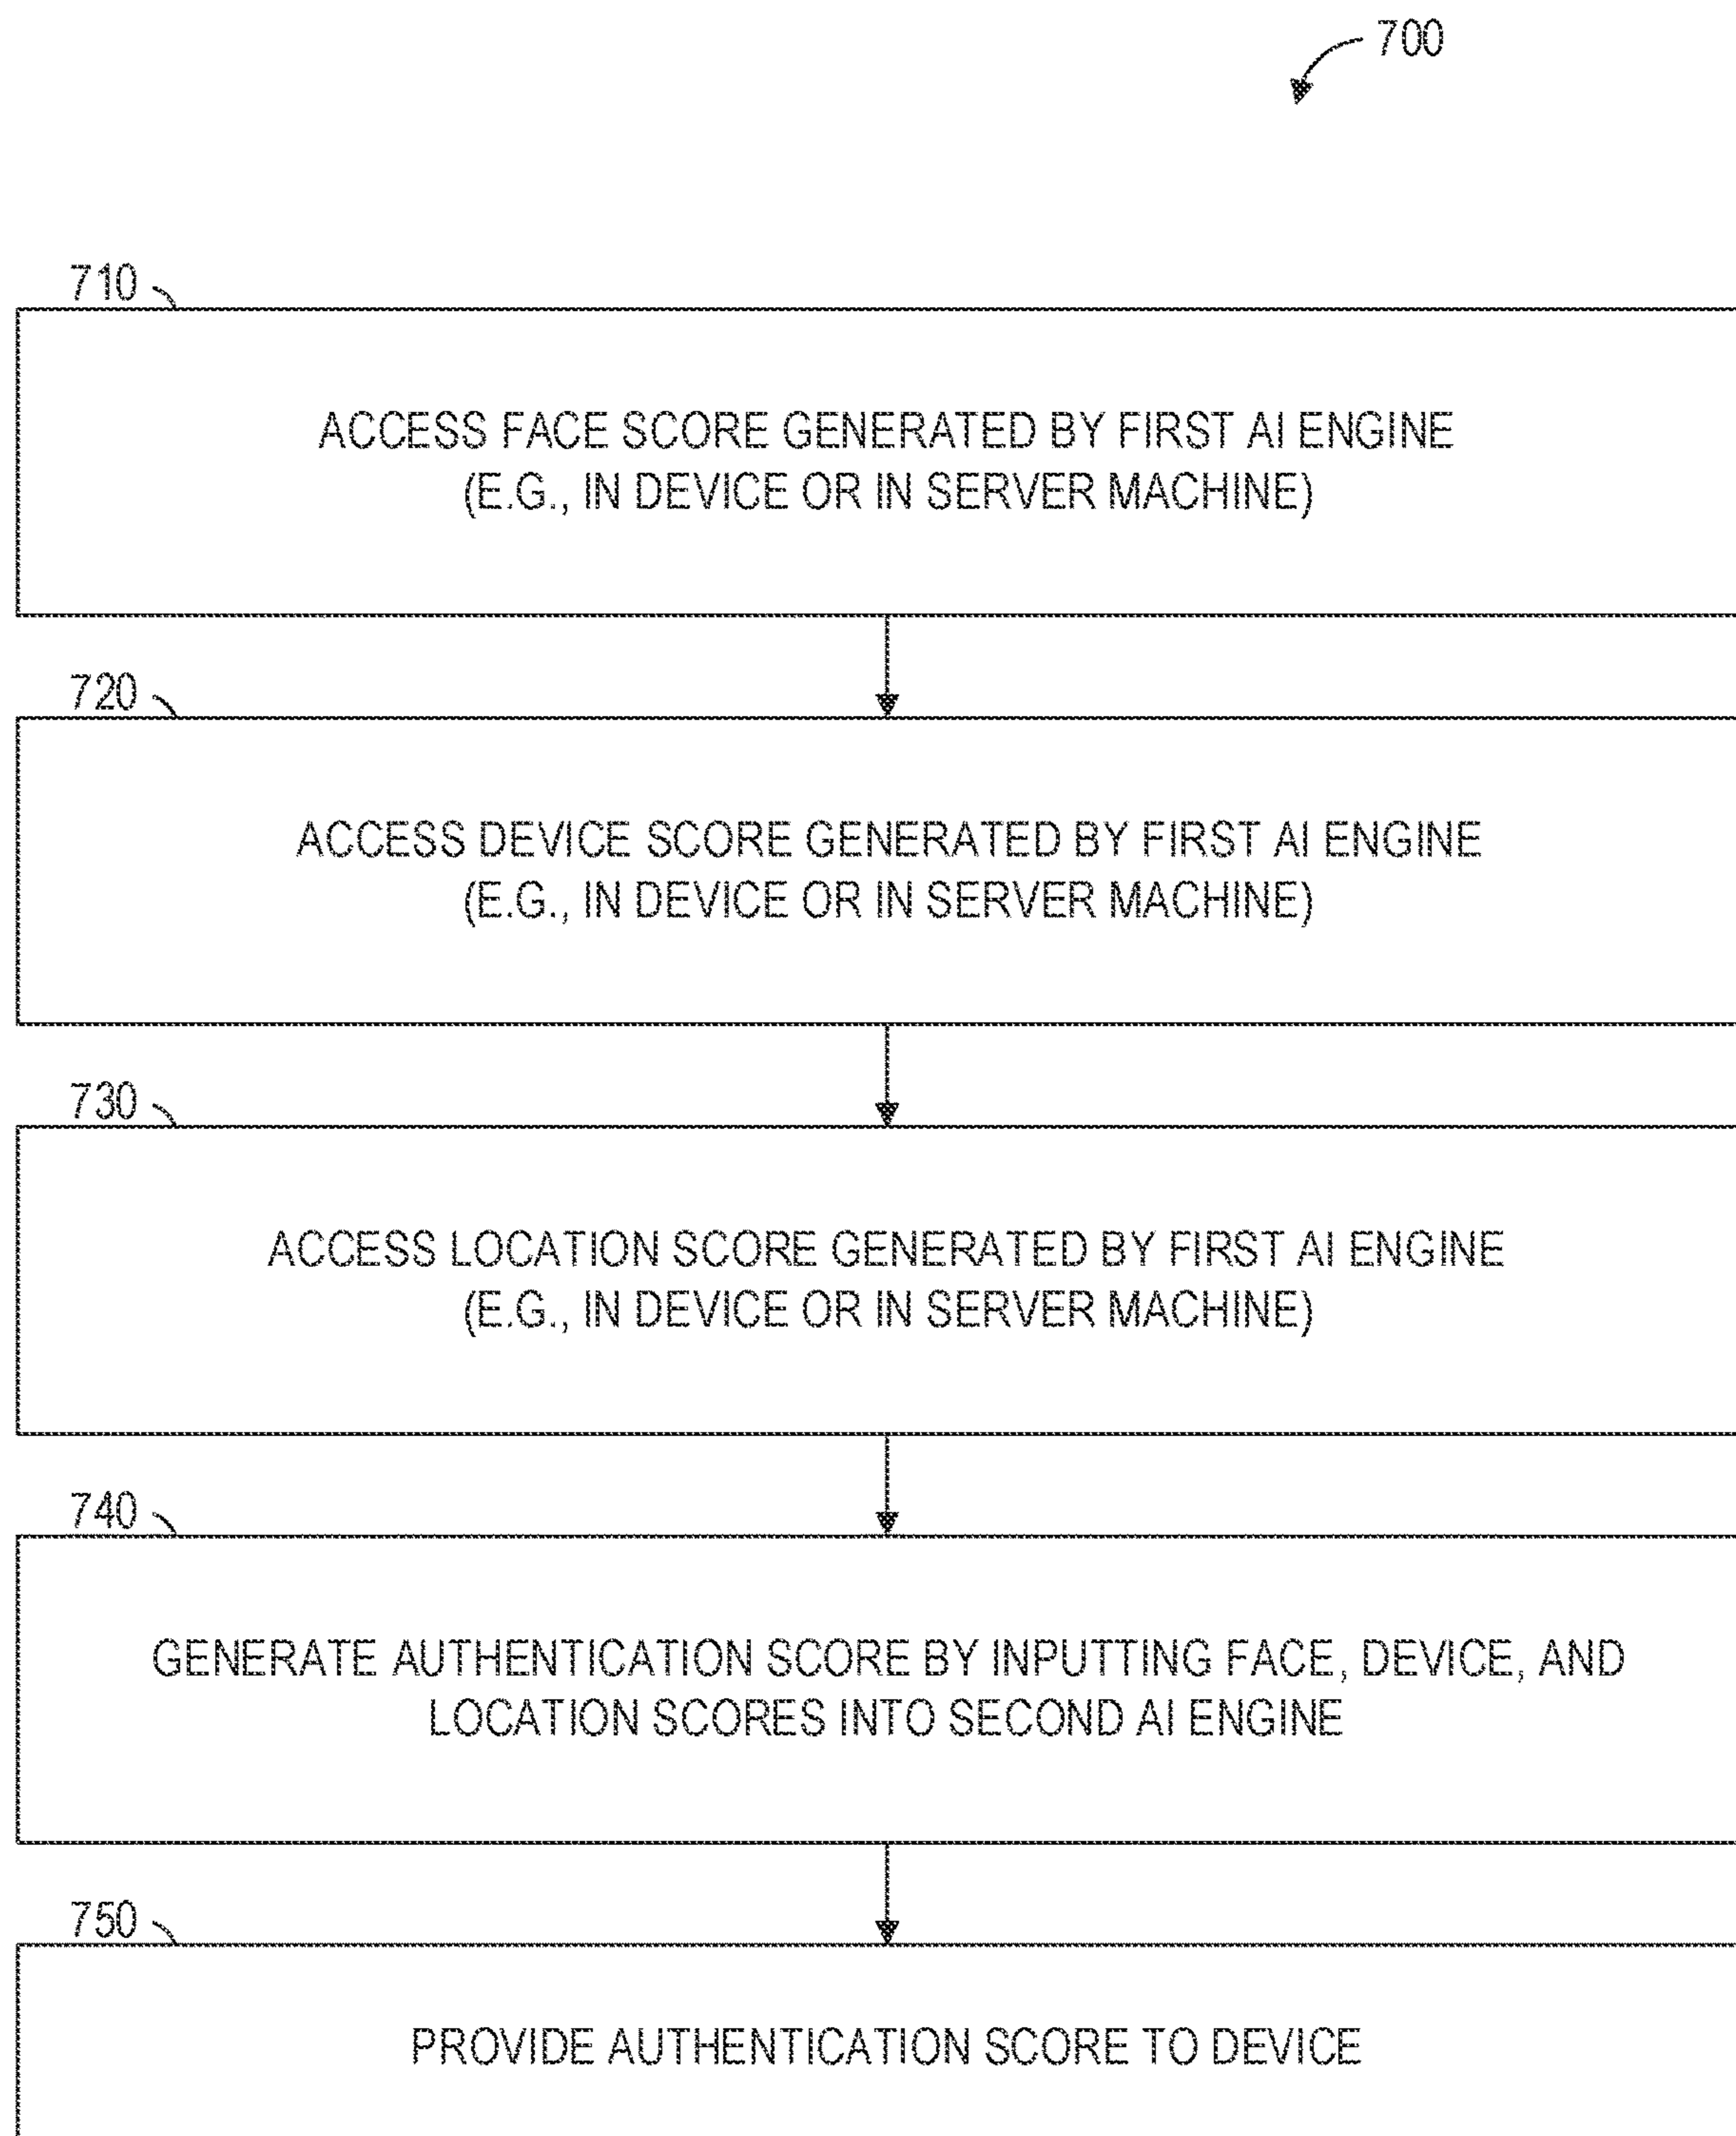 700
710
ACCESS FACE SCORE GENERATED BY FIRST AI ENGINE
(E.G., IN DEVICE OR IN SERVER MACHINE)
720
ACCESS DEVICE SCORE GENERATED BY FIRST AI ENGINE
(E.G., IN DEVICE OR IN SERVER MACHINE)
730
ACCESS LOCATION SCORE GENERATED BY FIRST AI ENGINE
(E.G., IN DEVICE OR IN SERVER MACHINE)
740
GENERATE AUTHENTICATION SCORE BY INPUTTING FACE, DEVICE, AND
LOCATION SCORES INTO SECOND AI ENGINE
750
PROVIDE AUTHENTICATION SCORE TO DEVICE